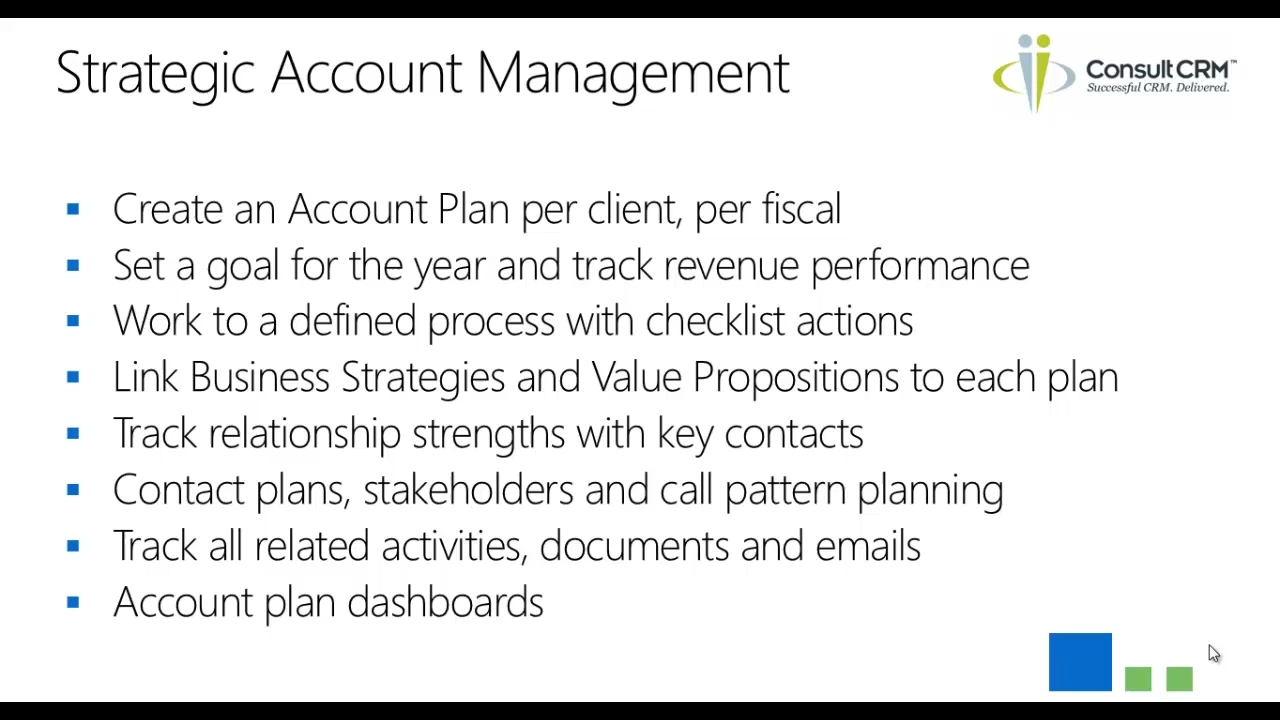 Strategic Account Management
ConsultCRM™
Successful CRM. Delivered.
Create an Account Plan per client, per fiscal
Set a goal for the year and track revenue performance
Work to a defined process with checklist actions
Link Business Strategies and Value Propositions to each plan
Track relationship strengths with key contacts
Contact plans, stakeholders and call pattern planning
Track all related activities, documents and emails
Account plan dashboards